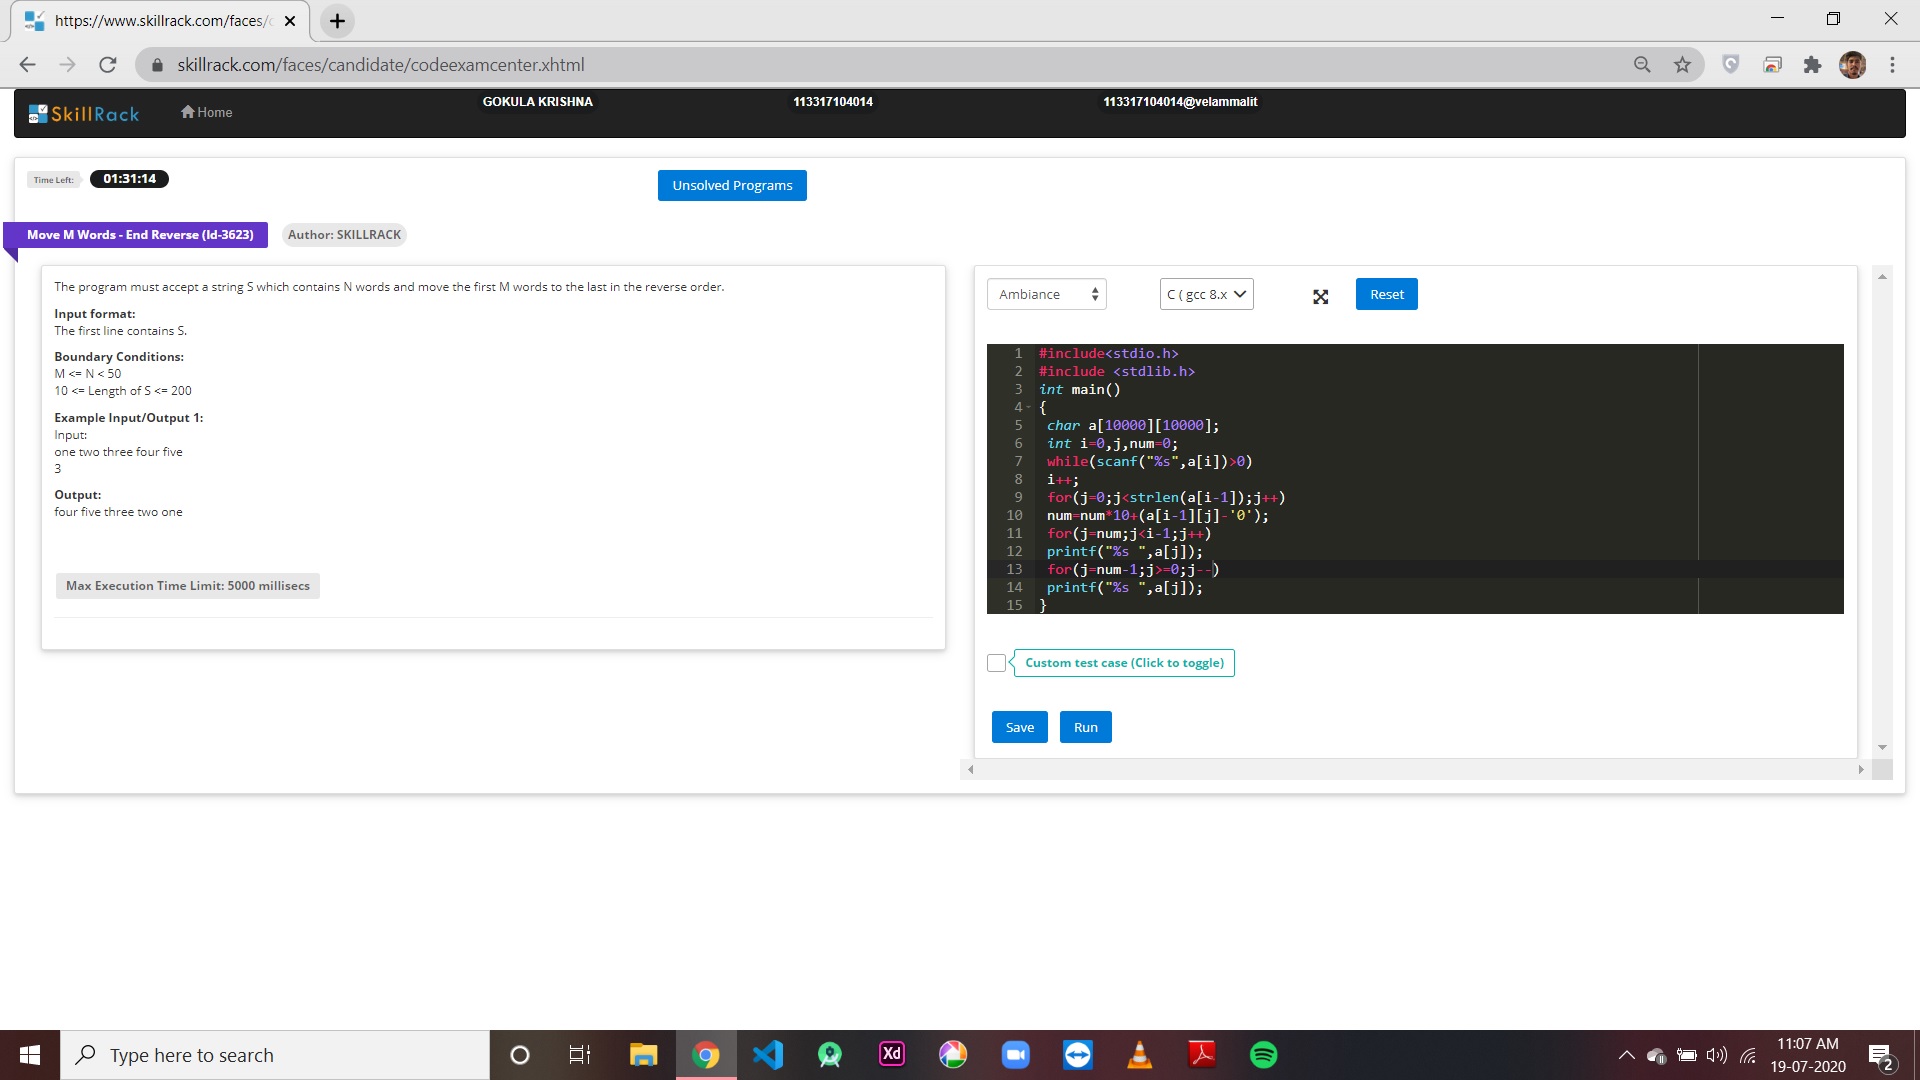 https://www.skillrack.com/faces/c
skillrack.com/faces/candidate/codeexamcenter.xhtml
SkillRack
Home
GOKULA KRISHNA
113317104014
113317104014@velammalit
Time Left:
01:31:14
Unsolved Programs
Move M Words - End Reverse (Id-3623)
Author: SKILLRACK
The program must accept a string S which contains N words and move the first M words to the last in the reverse order.
Input format:
The first line contains S.
Boundary Conditions:
M <= N < 50
10 <= Length of S <= 200
Example Input/Output 1:
Input:
one two three four five
3
Output:
four five three two one
Max Execution Time Limit: 5000 millisecs
Ambiance
C ( gcc 8.x
Reset
1 #include<stdio.h>
2 #include <stdlib.h>
3 int main()
4 {
5 char a[10000][10000];
6 int i=0,j,num=0;
7 while(scanf("%s",a[i])>0)
8 i++;
9 for(j=0;j<strlen(a[i-1]);j++)
10 num=num*10+(a[i-1][j]-'0');
11 for(j=num;j<i-1;j++)
12 printf("%s ",a[j]);
13 for(j=num-1;j>=0;j--)
14 printf("%s ",a[j]);
15 }
Custom test case (Click to toggle)
Save
Run
Type here to search
Xd
11:07 AM
19-07-2020
2